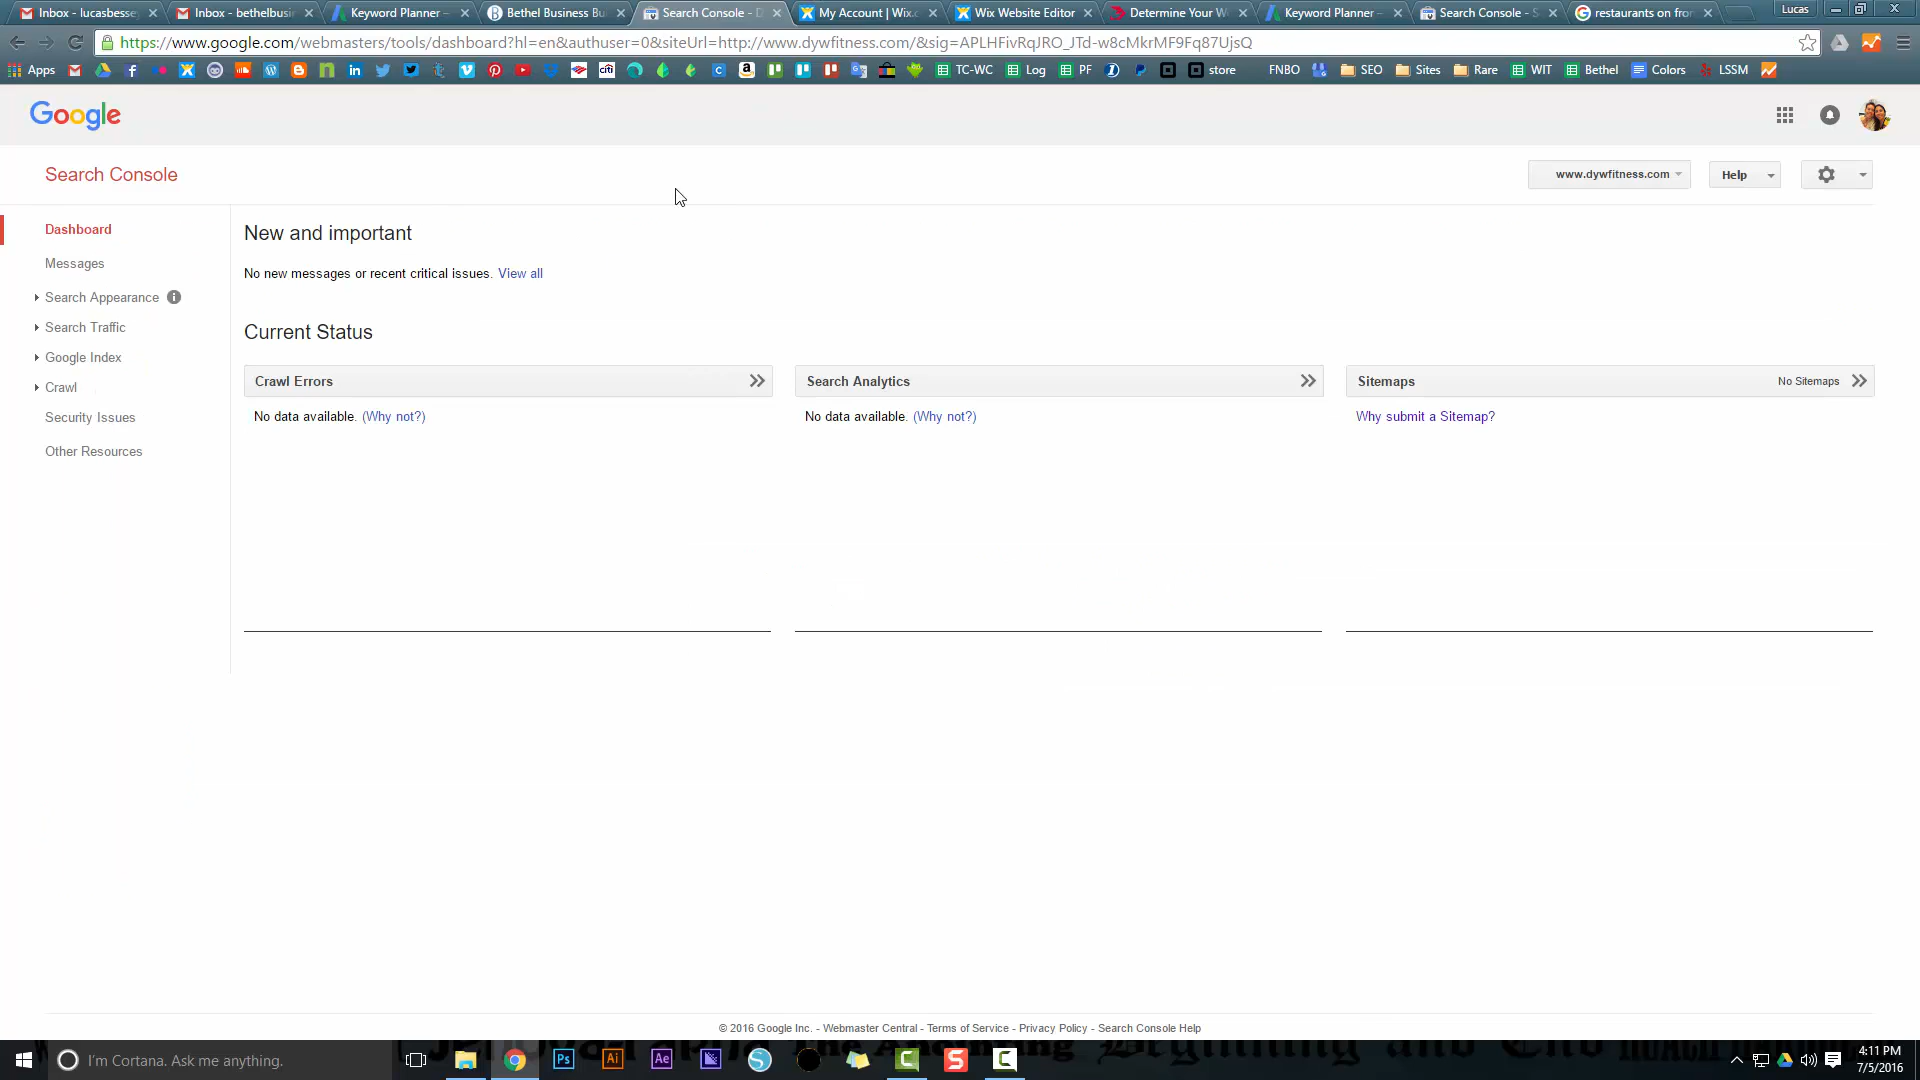 Inbox - lucasbesse
Inbox - bethelbusi
Keyword Planner –
Bethel Business Bu
Search Console - D
My Account | Wix.c
Wix Website Editor
Determine Your W
Keyword Planner –
Search Console - S
restaurants on fron
Lucas
https://www.google.com/webmasters/tools/dashboard?hl=en&authuser=0&siteUrl=http://www.dywfitness.com/&sig=APLHFivRqJRO_JTd-w8cMkrMF9Fq87UjsQ
Apps
TC-WC
Log
PF
store
FNBO
SEO
Sites
Rare
WIT
Bethel
Colors
LSSM
Google
Search Console
www.dywfitness.com
Help
Dashboard
Messages
Search Appearance
Search Traffic
Google Index
Crawl
Security Issues
Other Resources
New and important
No new messages or recent critical issues. View all
Current Status
Crawl Errors
No data available. (Why not?)
Search Analytics
No data available. (Why not?)
Sitemaps
No Sitemaps
Why submit a Sitemap?
© 2016 Google Inc. - Webmaster Central - Terms of Service - Privacy Policy - Search Console Help
I'm Cortana. Ask me anything.
Ps
Ai
Ae
4:11 PM
7/5/2016